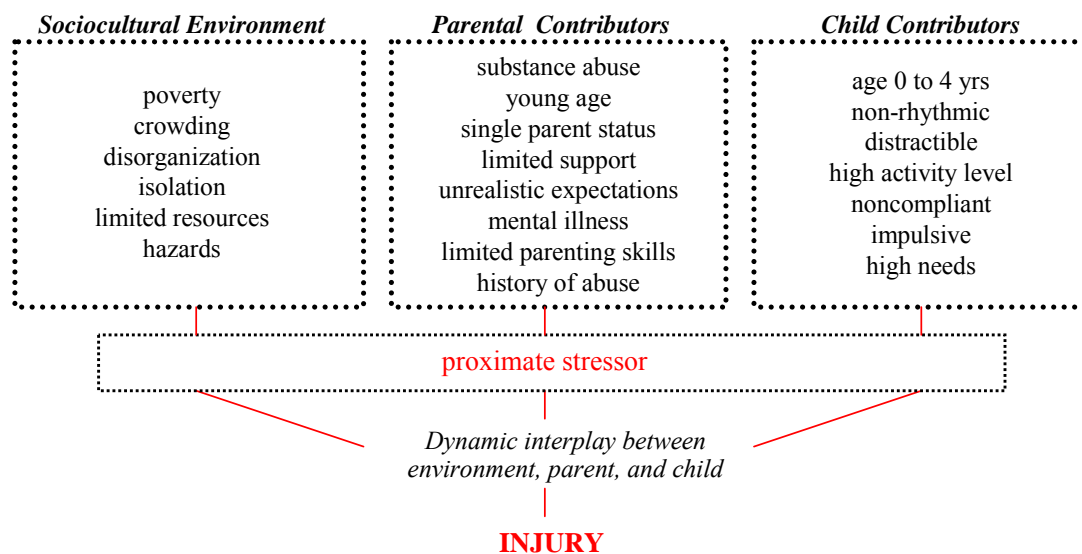 Sociocultural Environment
poverty
crowding
disorganization
isolation
limited resources
hazards
Parental Contributors
substance abuse
young age
single parent status
limited support
unrealistic expectations
mental illness
limited parenting skills
history of abuse
Child Contributors
age 0 to 4 yrs
non-rhythmic
distractible
high activity level
noncompliant
impulsive
high needs
proximate stressor
Dynamic interplay between
environment, parent, and child
INJURY